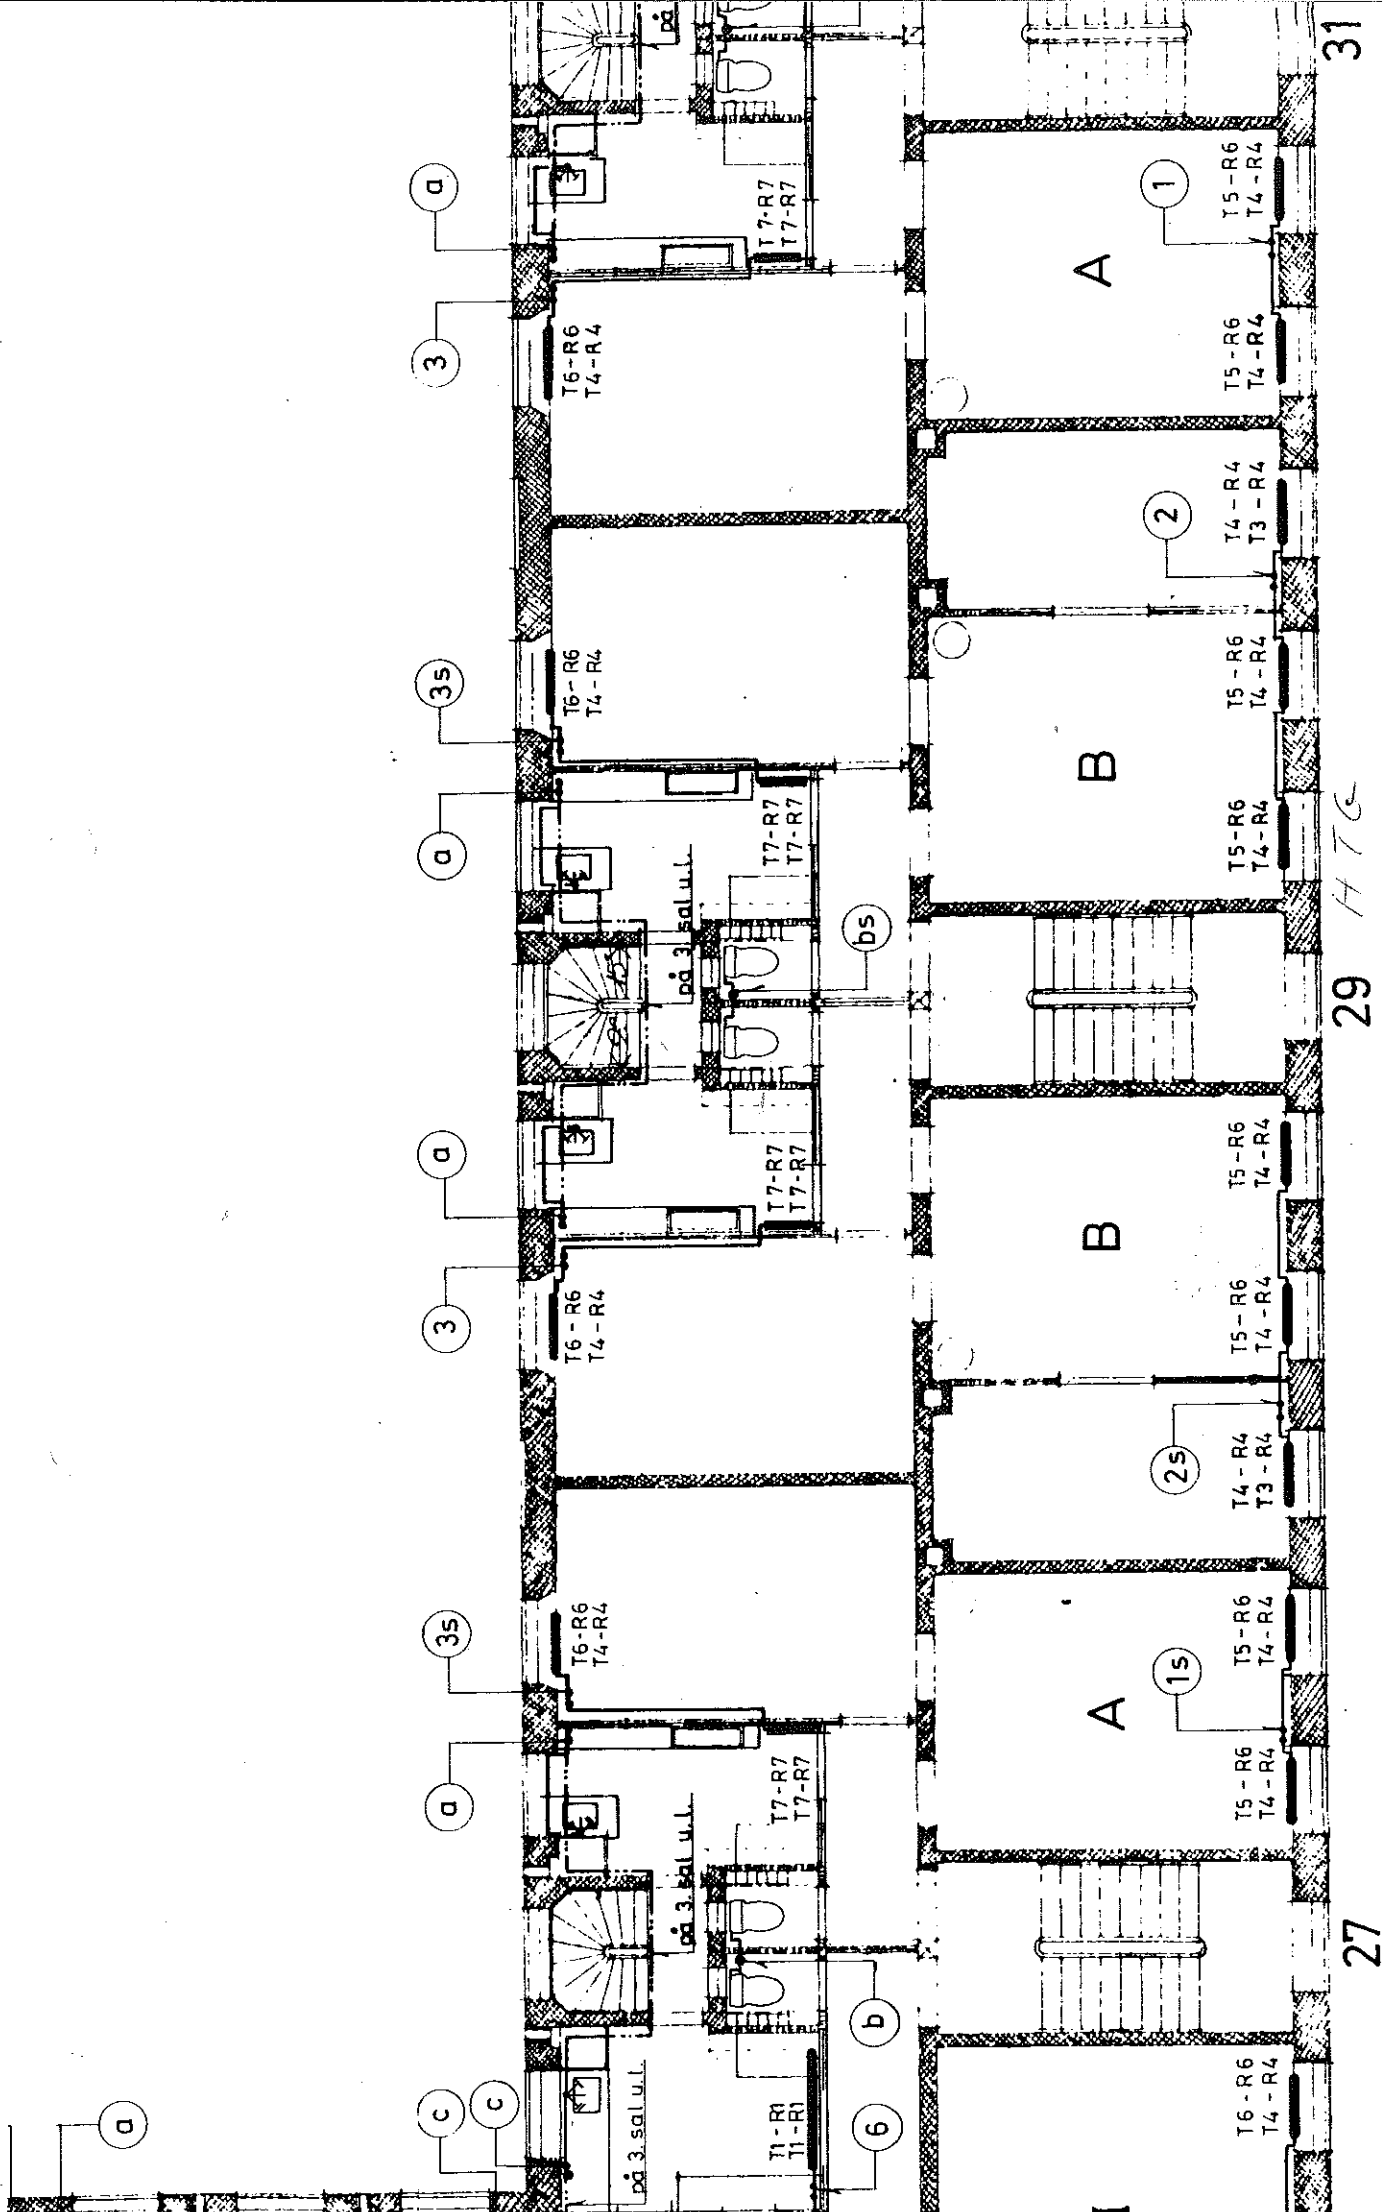 på
31
a
1
T5-R6
T4-R4
T7-R7
T7-R7
A
3
T6-R6
T4-R4
T5-R6
T4-R4
2
T4-R4
T3-R4
3s
T6-R6
T4-R4
T5-R6
T4-R4
B
a
T7-R7
T7-R7
T5-R6
T4-R4
HTG
på 3. sal u.l.
bs
29
a
T7-R7
T7-R7
T5-R6
T4-R4
B
3
T6-R6
T4-R4
T5-R6
T4-R4
2s
T4-R4
T3-R4
3s
T6-R6
T4-R4
T5-R6
T4-R4
1s
A
a
T7-R7
T7-R7
T5-R6
T4-R4
på 3. sal u.l.
27
b
a
c
c
på 3. sal u.l.
T1-R1
T1-R1
6
T6-R6
T4-R4